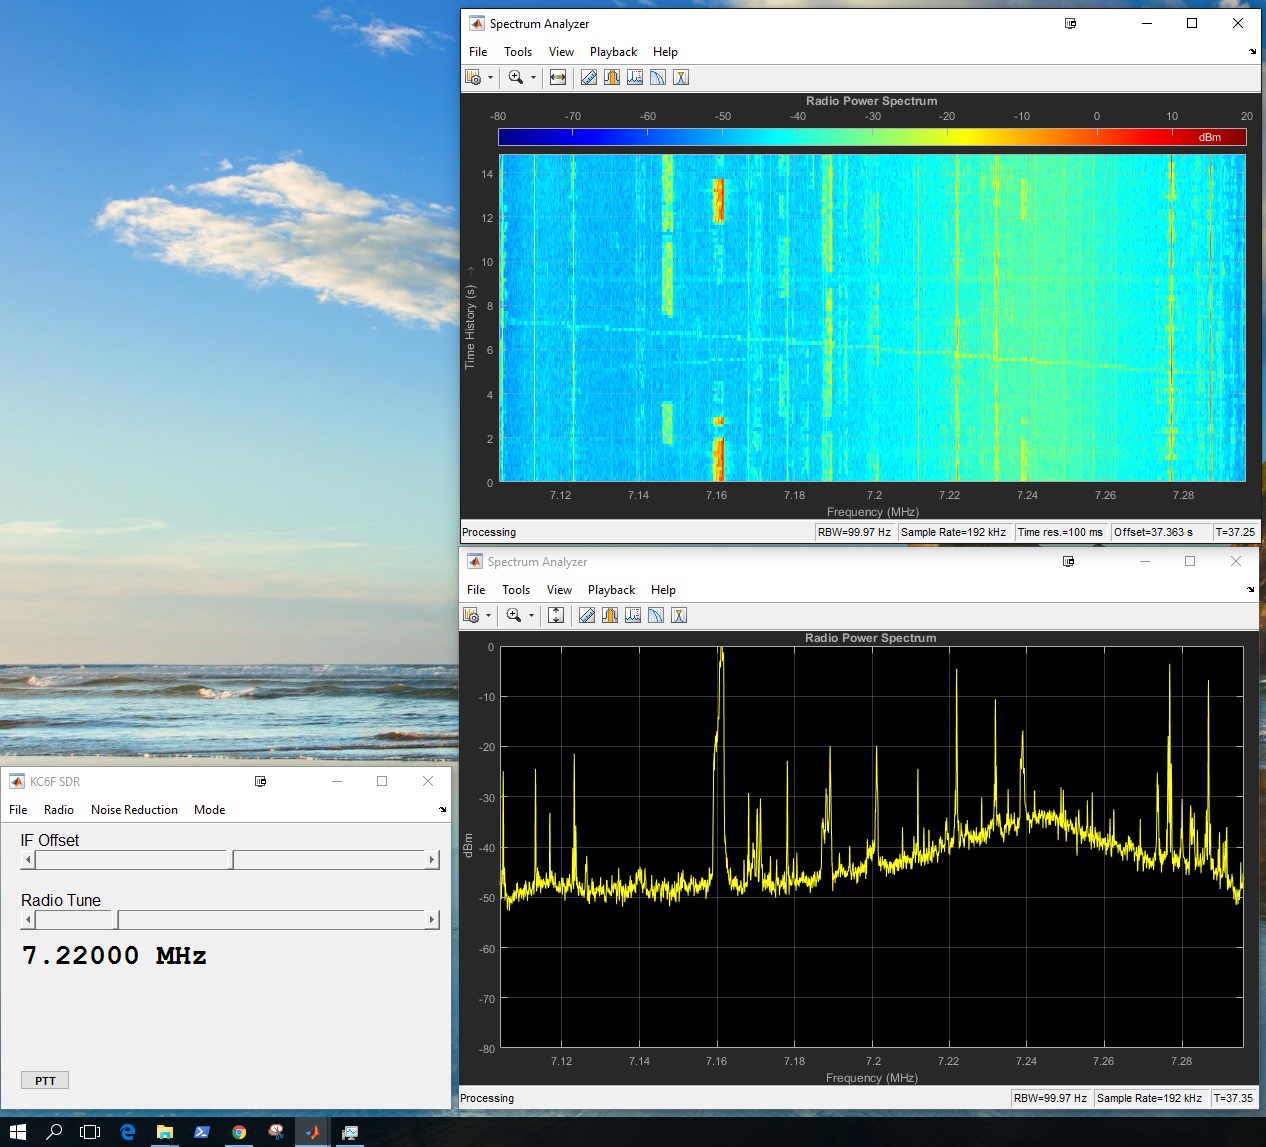 Spectrum Analyzer
File Tools View Playback Help
Radio Power Spectrum
-80 -70 -60 -50 -40 -30 -20 -10 0 10 20
dBm
14
12
10
8
6
4
2
0
Time History (s) →
7.12 7.14 7.16 7.18 7.2 7.22 7.24 7.26 7.28
Frequency (MHz)
Processing RBW=99.97 Hz Sample Rate=192 kHz Time res.=100 ms Offset=37.363 s T=37.25
Spectrum Analyzer
File Tools View Playback Help
Radio Power Spectrum
0
-10
-20
-30
-40
-50
-60
-70
-80
dBm
7.12 7.14 7.16 7.18 7.2 7.22 7.24 7.26 7.28
Frequency (MHz)
Processing RBW=99.97 Hz Sample Rate=192 kHz T=37.35
KC6F SDR
File Radio Noise Reduction Mode
IF Offset
Radio Tune
7.22000 MHz
PTT